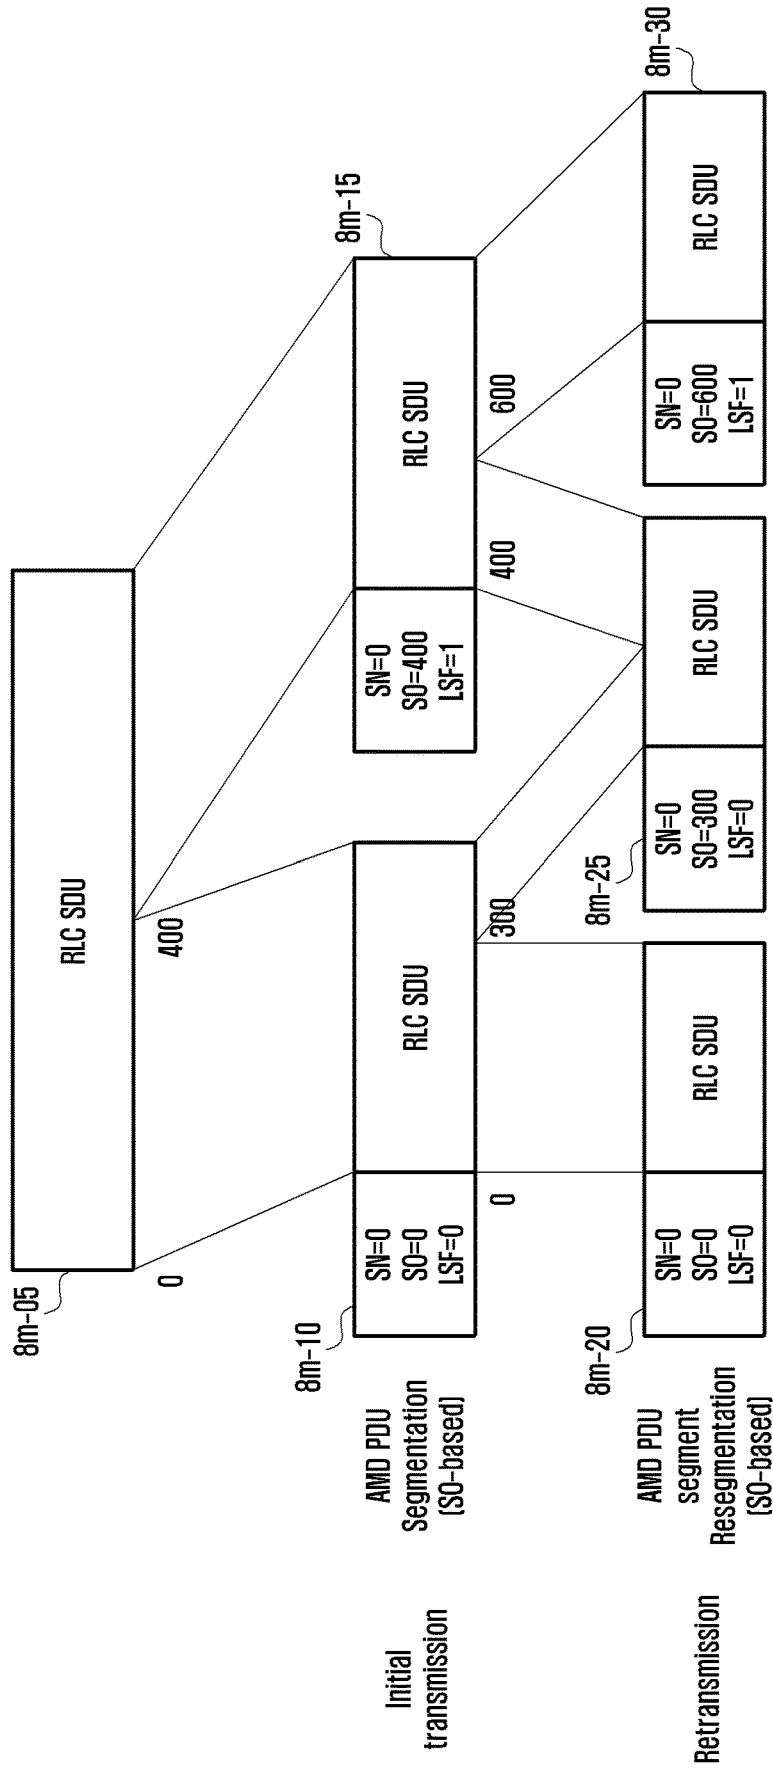 8m-05
RLC SDU
0
400
Initial
transmission
AMD PDU
Segmentation
(SO-based)
8m-10
SN=0
SO=0
LSF=0
RLC SDU
8m-15
SN=0
SO=400
LSF=1
RLC SDU
0
300
400
600
Retransmission
AMD PDU
segment
Resegmentation
(SO-based)
8m-20
SN=0
SO=0
LSF=0
RLC SDU
8m-25
SN=0
SO=300
LSF=0
RLC SDU
8m-30
SN=0
SO=600
LSF=1
RLC SDU